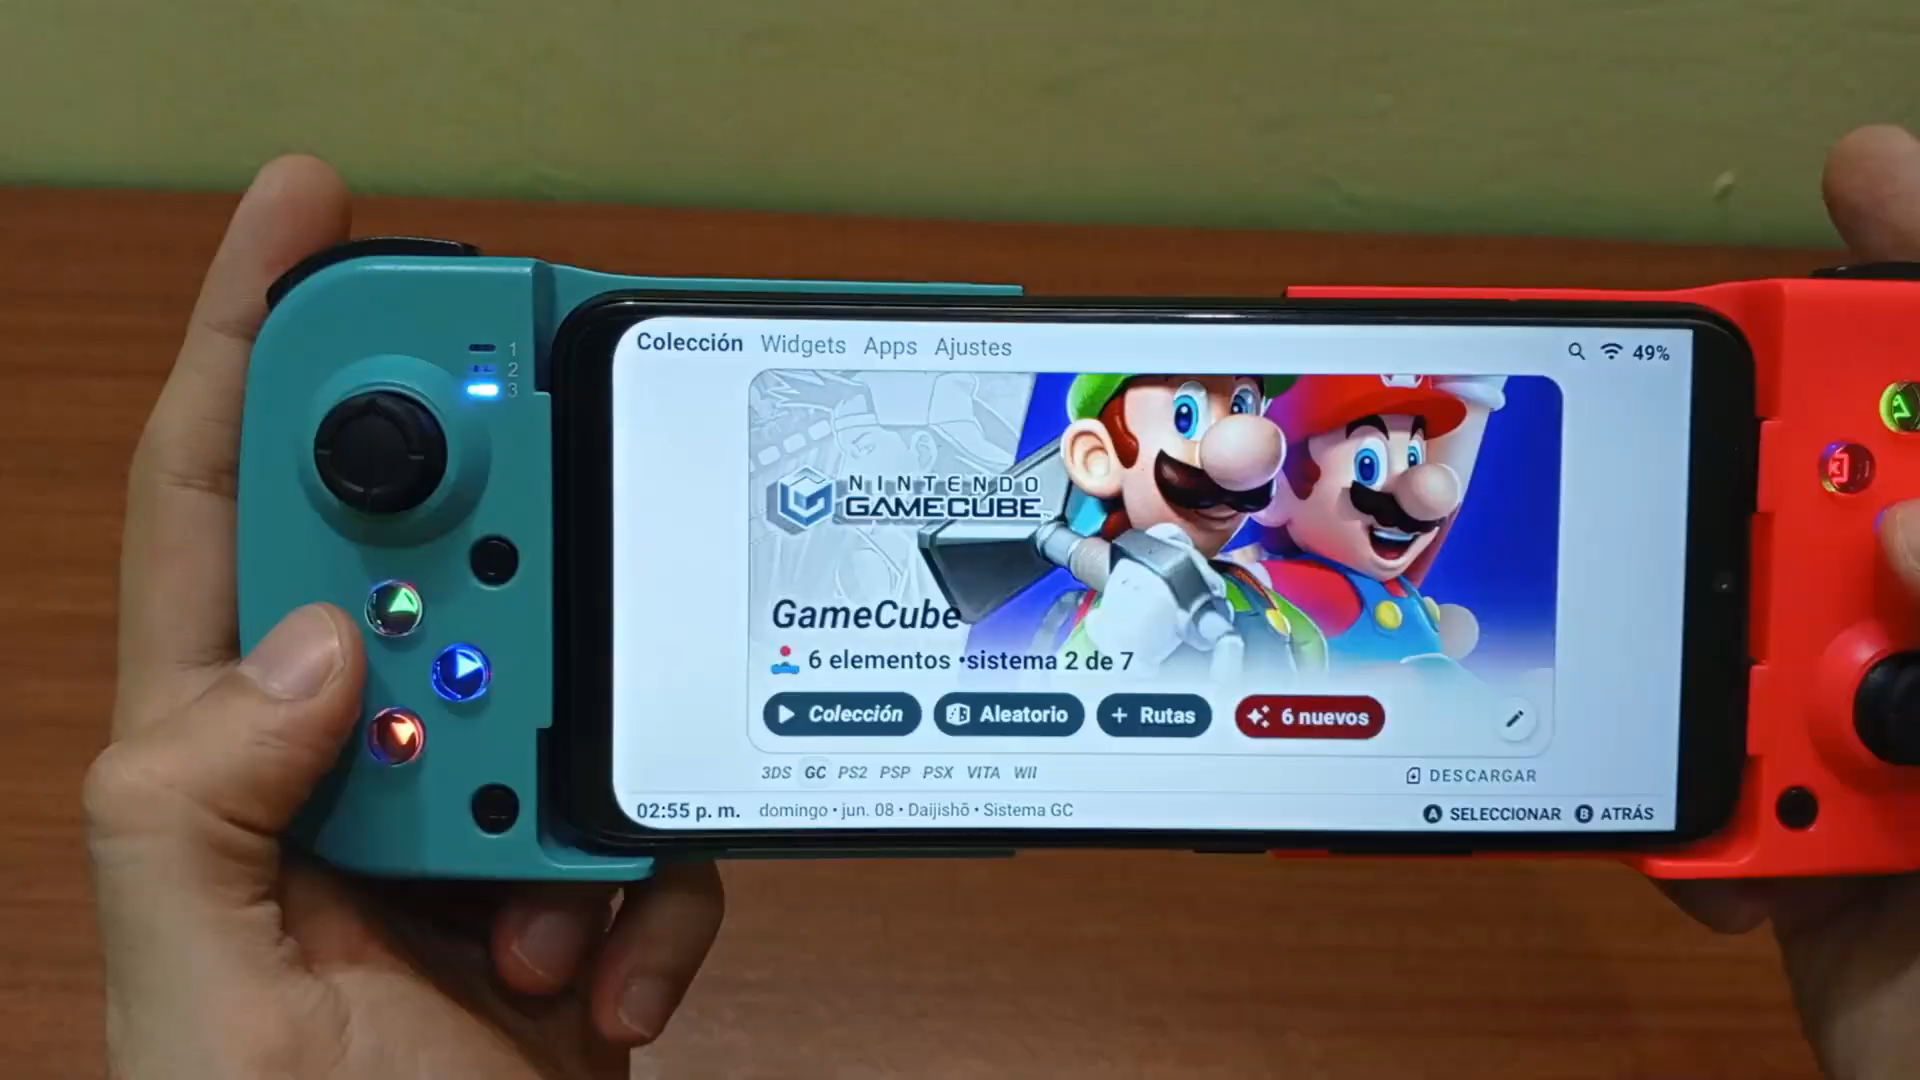 1
2
3
Colección Widgets Apps Ajustes
49%
NINTENDO
GAMECUBE
GameCube
6 elementos •sistema 2 de 7
Colección Aleatorio + Rutas 6 nuevos
3DS GC PS2 PSP PSX VITA WII
DESCARGAR
02:55 p. m. domingo • jun. 08 • Daijishō • Sistema GC
A SELECCIONAR B ATRÁS